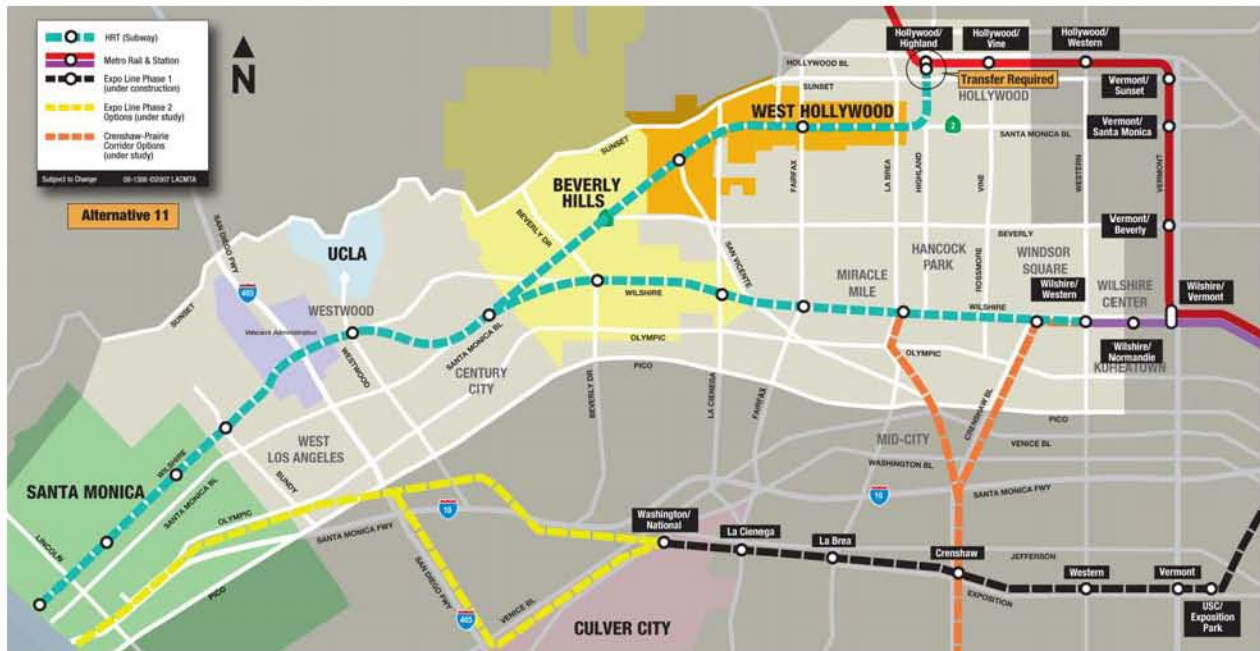 HRT (Subway)
Metro Rail & Station
Expo Line Phase 1
(under construction)
Expo Line Phase 2
Options (under study)
Crenshaw-Prairie
Corridor Options
(under study)
Subject to Change
©2007 LACMTA
Alternative 11
N
Hollywood/
Highland
Hollywood/
Vine
Hollywood/
Western
HOLLYWOOD BL
Transfer Required
HOLLYWOOD
Vermont/
Sunset
SUNSET
WEST HOLLYWOOD
2
SANTA MONICA BL
Vermont/
Santa Monica
SUNSET
FAIRFAX
LA BREA
HIGHLAND
VINE
WESTERN
VERMONT
BEVERLY
HILLS
BEVERLY DR
SAN DIEGO FWY
UCLA
BEVERLY
Vermont/
Beverly
SAN VICENTE
HANCOCK
PARK
ROSSMORE
WINDSOR
SQUARE
MIRACLE
MILE
WILSHIRE
CENTER
Wilshire/
Western
Wilshire/
Vermont
405
WESTWOOD
WILSHIRE
WILSHIRE
SUNSET
Veteran's Administration
SANTA MONICA BL
WESTWOOD
OLYMPIC
OLYMPIC
Wilshire/
Normandie
KOREATOWN
PICO
CENTURY
CITY
BEVERLY DR
LA CIENEGA
FAIRFAX
CRENSHAW BL
PICO
WEST
LOS ANGELES
MID-CITY
VENICE BL
WASHINGTON BL
BUNDY
WILSHIRE
SANTA MONICA BL
SANTA MONICA
10
SANTA MONICA FWY
OLYMPIC
10
SANTA MONICA FWY
Washington/
National
La Cienega
La Brea
Crenshaw
JEFFERSON
LINCOLN
PICO
SAN DIEGO FWY
VENICE BL
405
EXPOSITION
Western
Vermont
USC/
Exposition
Park
CULVER CITY